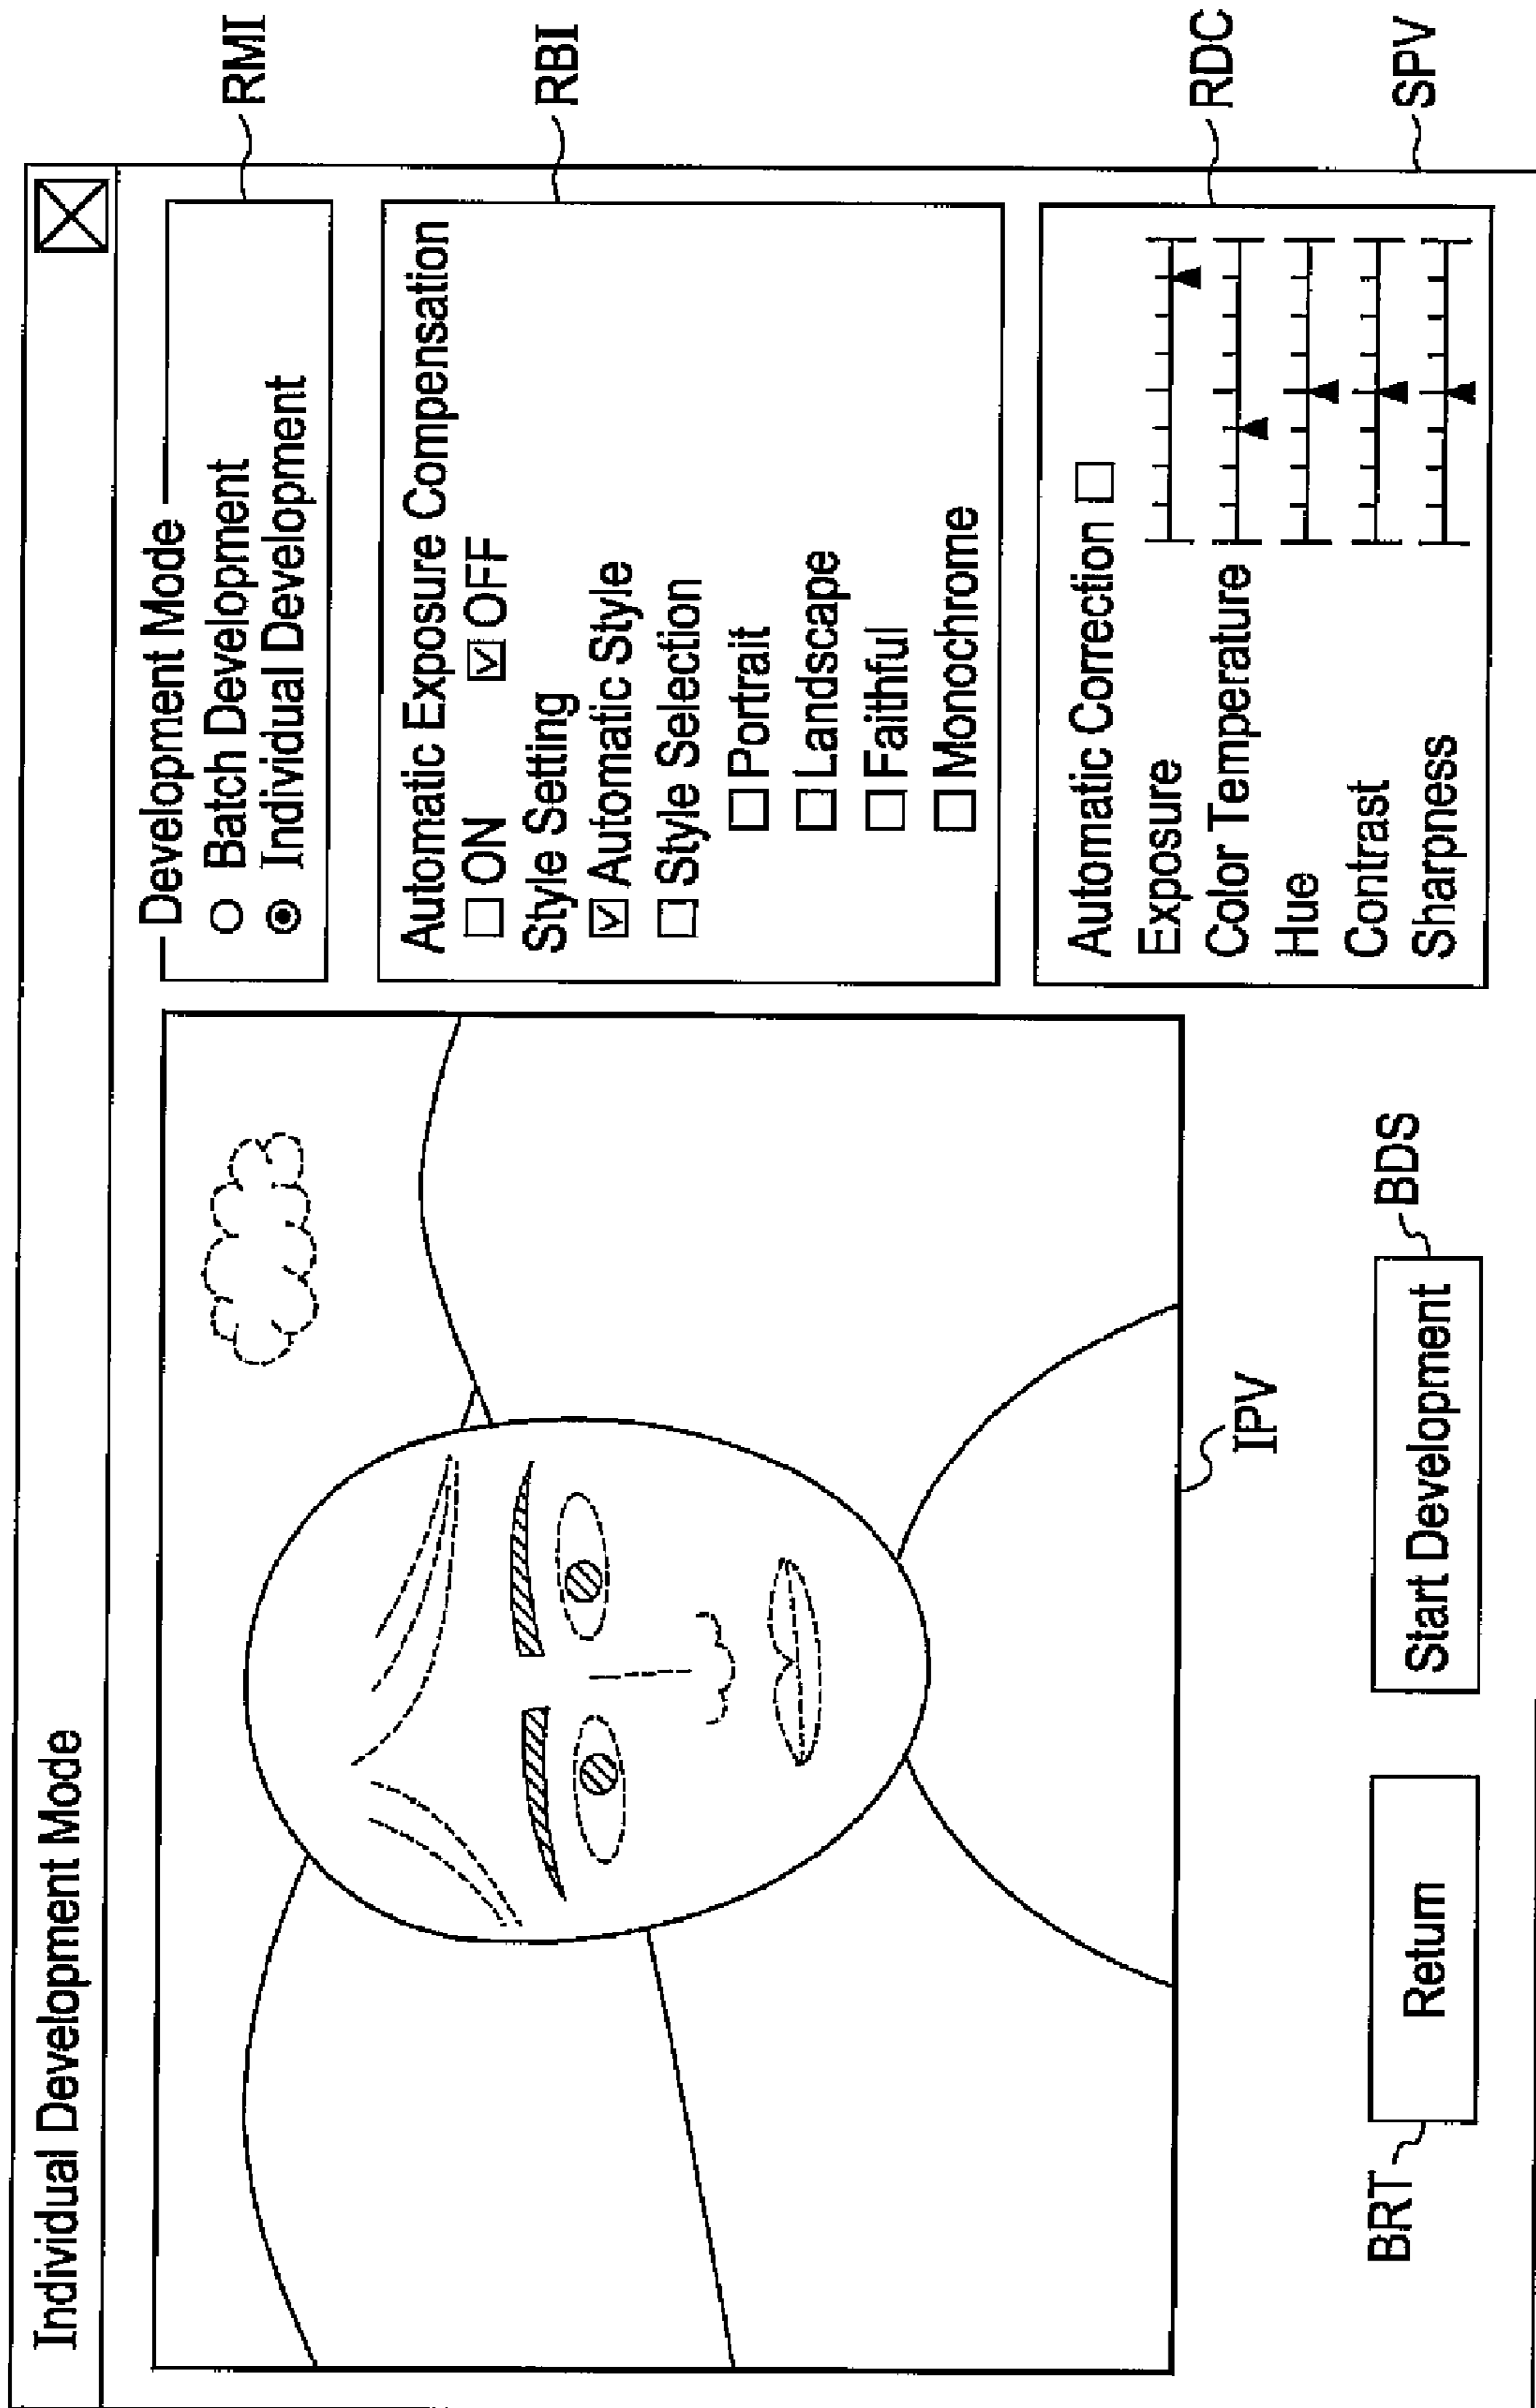 Individual Development Mode
Development Mode
Batch Development
Individual Development
RMI
Automatic Exposure Compensation
ON OFF
Style Setting
Automatic Style
Style Selection
Portrait
Landscape
Faithful
Monochrome
RBI
Automatic Correction
Exposure
Color Temperature
Hue
Contrast
Sharpness
RDC
SPV
IPV
BRT
Return
Start Development
BDS